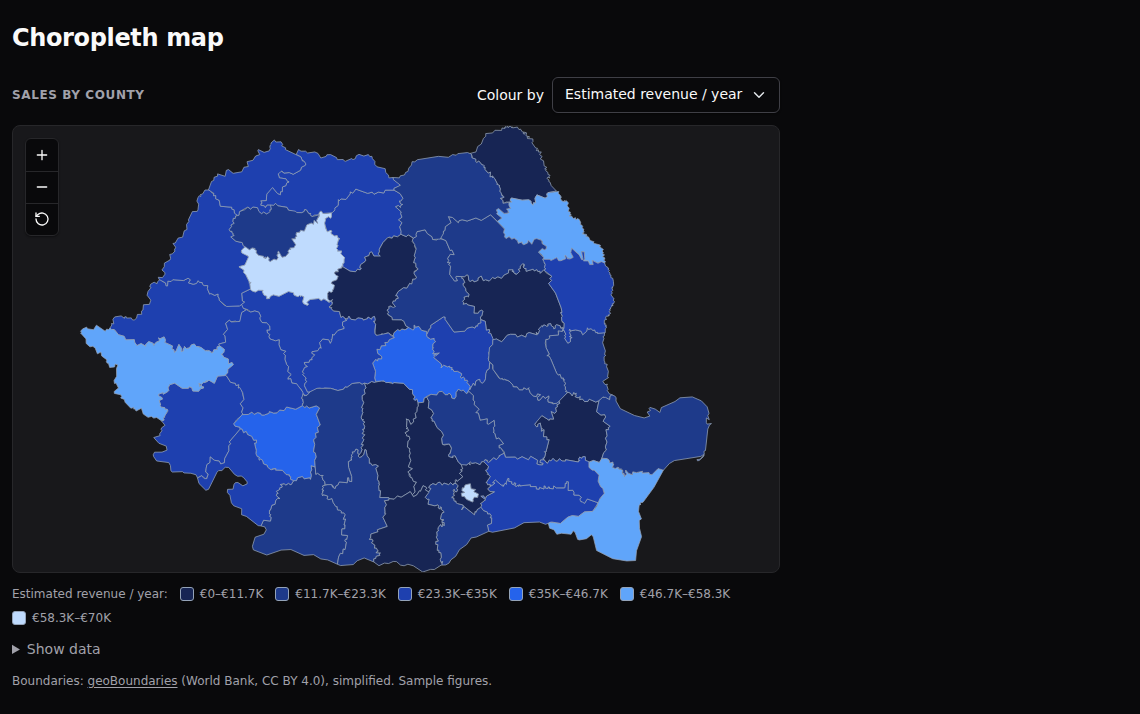 Choropleth map
SALES BY COUNTY
Colour by
Estimated revenue / year
Estimated revenue / year:
€0–€11.7K
€11.7K–€23.3K
€23.3K–€35K
€35K–€46.7K
€46.7K–€58.3K
€58.3K–€70K
Show data
Boundaries: geoBoundaries (World Bank, CC BY 4.0), simplified. Sample figures.